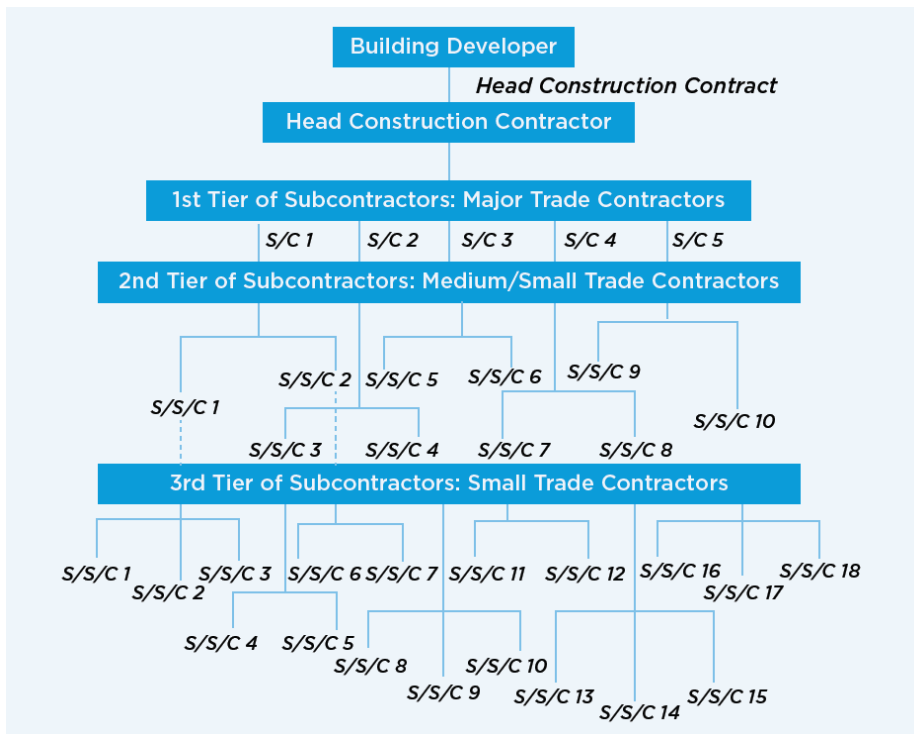 Building Developer
Head Construction Contract
Head Construction Contractor
1st Tier of Subcontractors: Major Trade Contractors
S/C 1 S/C 2 S/C 3 S/C 4 S/C 5
2nd Tier of Subcontractors: Medium/Small Trade Contractors
S/S/C 1
S/S/C 2
S/S/C 3
S/S/C 4
S/S/C 5
S/S/C 6
S/S/C 7
S/S/C 8
S/S/C 9
S/S/C 10
3rd Tier of Subcontractors: Small Trade Contractors
S/S/C 1
S/S/C 2
S/S/C 3
S/S/C 4
S/S/C 5
S/S/C 6
S/S/C 7
S/S/C 8
S/S/C 9
S/S/C 10
S/S/C 11
S/S/C 12
S/S/C 13
S/S/C 14
S/S/C 15
S/S/C 16
S/S/C 17
S/S/C 18